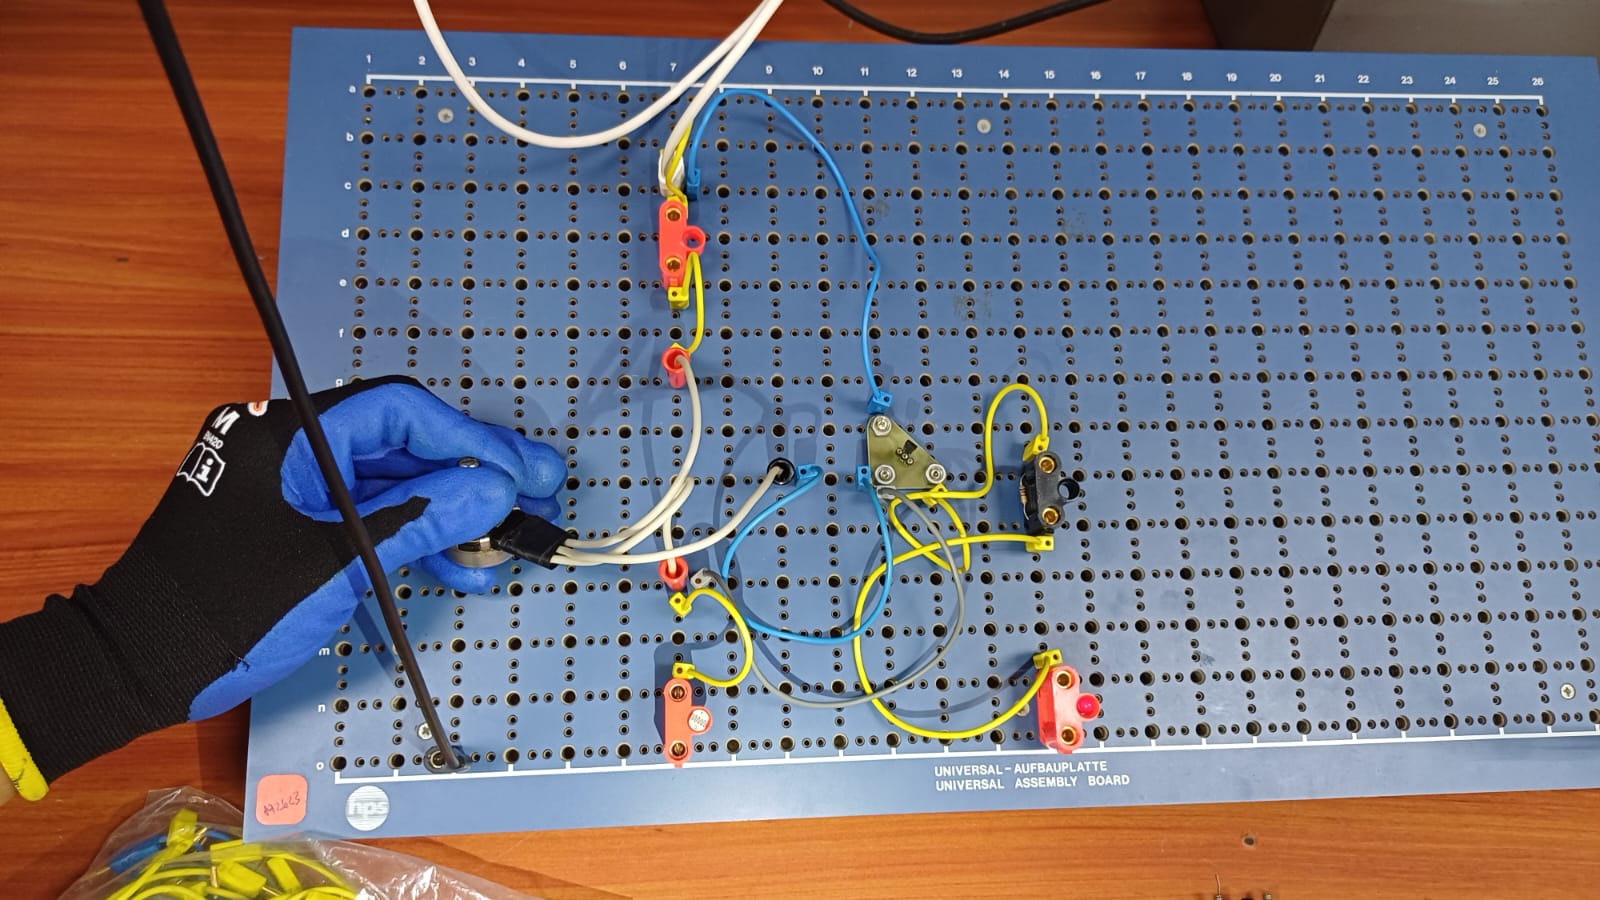 1 2 3 4 5 6 7 9 10 11 12 13 14 15 16 17 18 19 20 21 22 23 24 25 26
a
b
c
d
e
f
g
M
i
m
n
o
UNIVERSAL-AUFBAUPLATTE
UNIVERSAL ASSEMBLY BOARD
hps